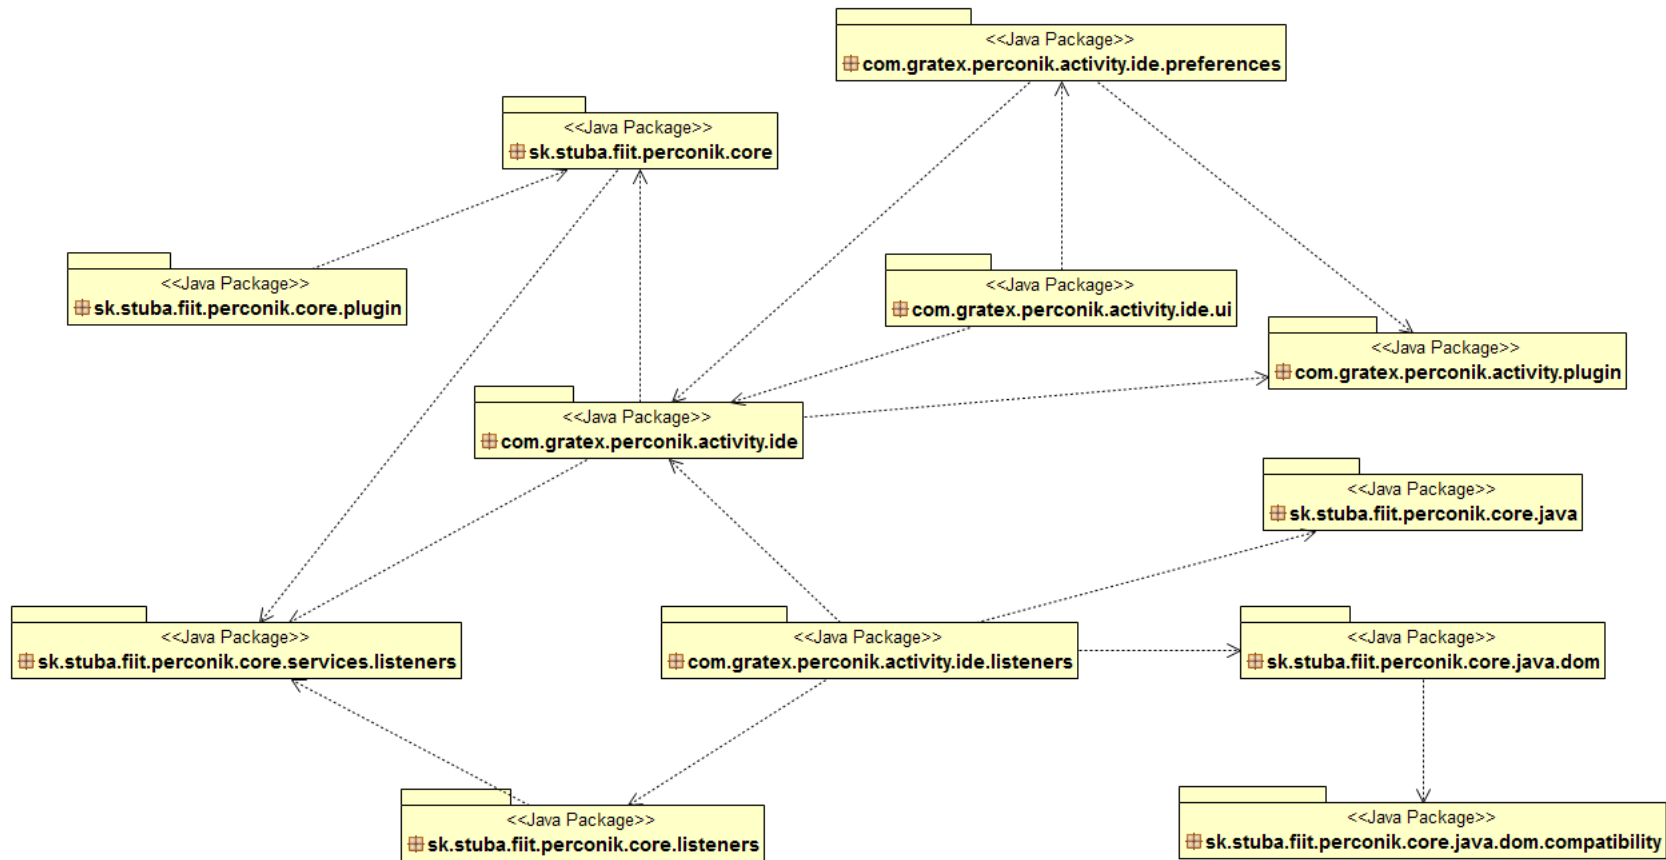 <<Java Package>>
com.gratex.perconik.activity.ide.preferences
<<Java Package>>
sk.stuba.fiit.perconik.core
<<Java Package>>
sk.stuba.fiit.perconik.core.plugin
<<Java Package>>
com.gratex.perconik.activity.ide.ui
<<Java Package>>
com.gratex.perconik.activity.plugin
<<Java Package>>
com.gratex.perconik.activity.ide
<<Java Package>>
sk.stuba.fiit.perconik.core.java
<<Java Package>>
sk.stuba.fiit.perconik.core.services.listeners
<<Java Package>>
com.gratex.perconik.activity.ide.listeners
<<Java Package>>
sk.stuba.fiit.perconik.core.java.dom
<<Java Package>>
sk.stuba.fiit.perconik.core.listeners
<<Java Package>>
sk.stuba.fiit.perconik.core.java.dom.compatibility